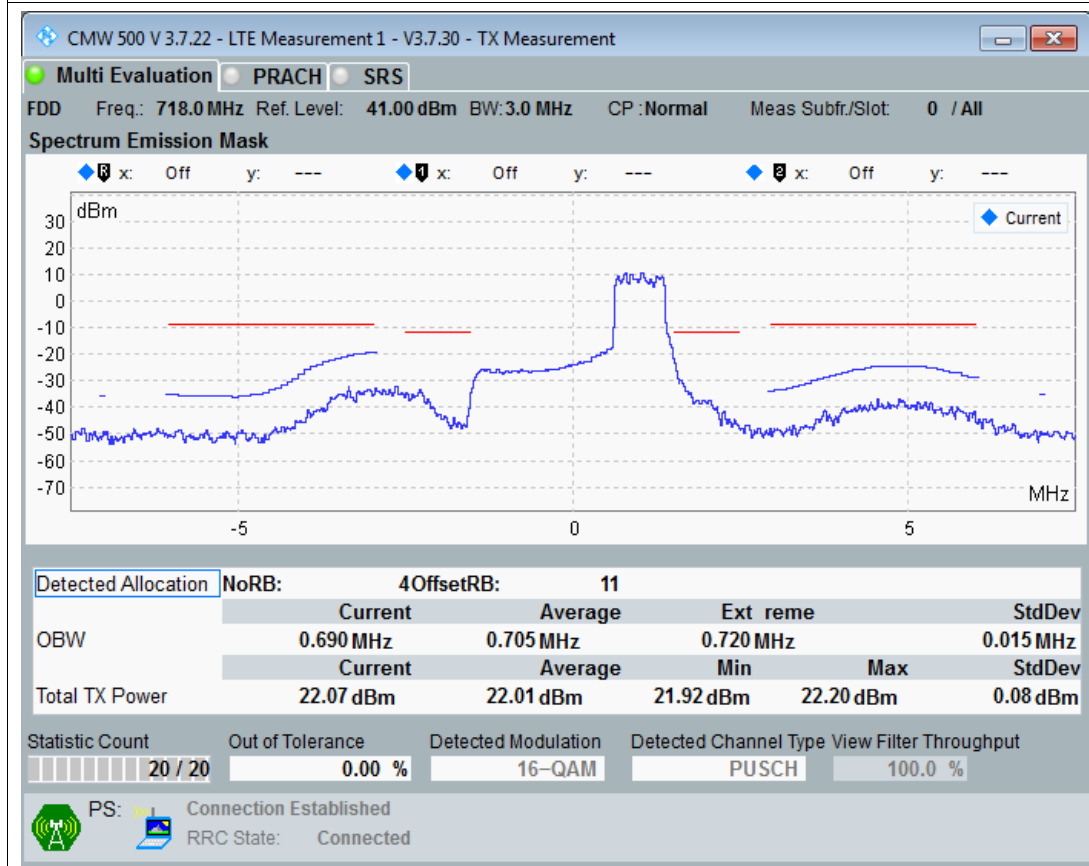 CMW 500 V 3.7.22 - LTE Measurement 1 - V3.7.30 - TX Measurement
Multi Evaluation PRACH SRS
FDD Freq.: 718.0 MHz Ref. Level: 41.00 dBm BW: 3.0 MHz CP : Normal Meas Subfr./Slot: 0 / All
Spectrum Emission Mask
R x: Off y: --- 1 x: Off y: --- 2 x: Off y: ---
dBm
Current
30
20
10
0
-10
-20
-30
-40
-50
-60
-70
MHz
-5 0 5
Detected Allocation NoRB: 4 OffsetRB: 11
Current Average Ext reme StdDev
OBW 0.690 MHz 0.705 MHz 0.720 MHz 0.015 MHz
Current Average Min Max StdDev
Total TX Power 22.07 dBm 22.01 dBm 21.92 dBm 22.20 dBm 0.08 dBm
Statistic Count Out of Tolerance Detected Modulation Detected Channel Type View Filter Throughput
20 / 20 0.00 % 16-QAM PUSCH 100.0 %
PS: Connection Established
RRC State: Connected